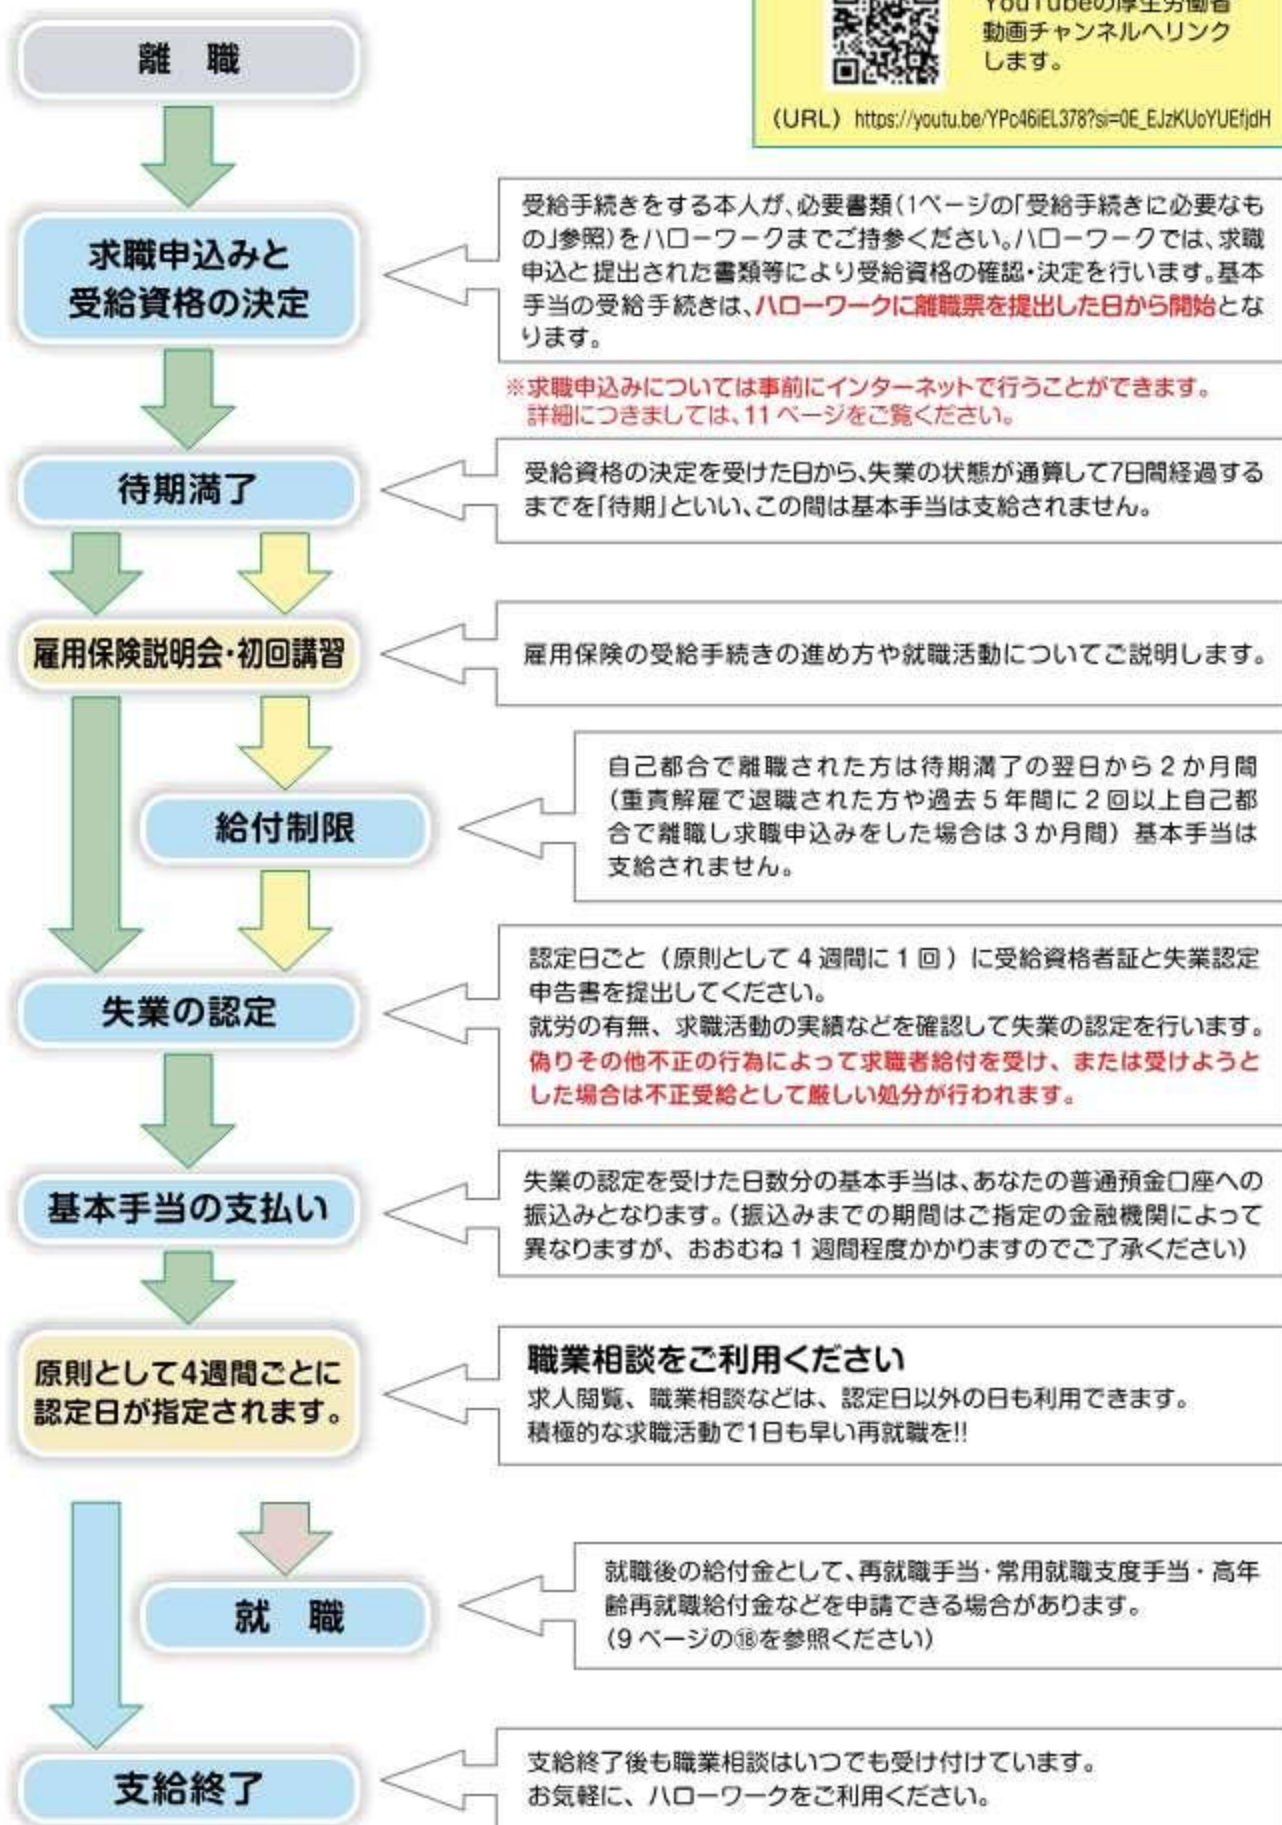 YouTubeの厚生労働省
動画チャンネルへリンク
します。
(URL) https://youtu.be/YPc46iEL378?si=0E_EJzKUoYUEfjdH
離 職
求職申込みと
受給資格の決定
受給手続きをする本人が、必要書類(1ページの「受給手続きに必要なも
の」参照)をハローワークまでご持参ください。ハローワークでは、求職
申込と提出された書類等により受給資格の確認・決定を行います。基本
手当の受給手続きは、ハローワークに離職票を提出した日から開始とな
ります。
※求職申込みについては事前にインターネットで行うことができます。
詳細につきましては、11 ページをご覧ください。
待期満了
受給資格の決定を受けた日から、失業の状態が通算して7日間経過する
までを「待期」といい、この間は基本手当は支給されません。
雇用保険説明会・初回講習
雇用保険の受給手続きの進め方や就職活動についてご説明します。
給付制限
自己都合で離職された方は待期満了の翌日から2か月間
(重責解雇で退職された方や過去5年間に2回以上自己都
合で離職し求職申込みをした場合は3か月間)基本手当は
支給されません。
失業の認定
認定日ごと(原則として4週間に1回)に受給資格者証と失業認定
申告書を提出してください。
就労の有無、求職活動の実績などを確認して失業の認定を行います。
偽りその他不正の行為によって求職者給付を受け、または受けようと
した場合は不正受給として厳しい処分が行われます。
基本手当の支払い
失業の認定を受けた日数分の基本手当は、あなたの普通預金口座への
振込みとなります。(振込みまでの期間はご指定の金融機関によって
異なりますが、おおむね1週間程度かかりますのでご了承ください)
原則として4週間ごとに
認定日が指定されます。
職業相談をご利用ください
求人閲覧、職業相談などは、認定日以外の日も利用できます。
積極的な求職活動で1日も早い再就職を!!
就 職
就職後の給付金として、再就職手当・常用就職支度手当・高年
齢再就職給付金などを申請できる場合があります。
(9 ページの⑱を参照ください)
支給終了
支給終了後も職業相談はいつでも受け付けています。
お気軽に、ハローワークをご利用ください。